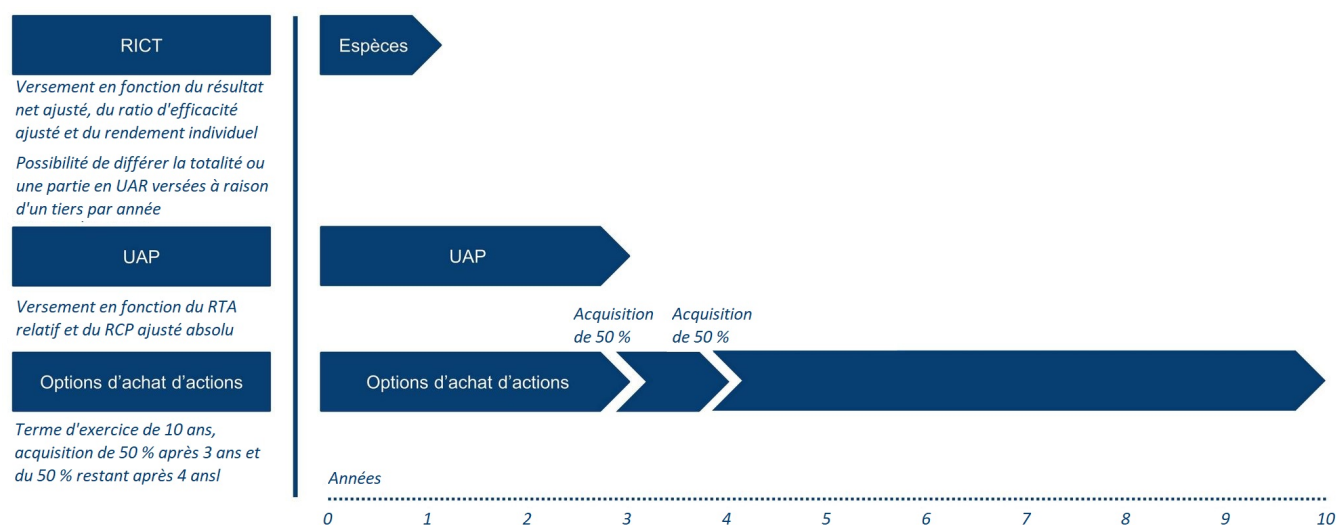 RICT
Espèces
Versement en fonction du résultat
net ajusté, du ratio d'efficacité
ajusté et du rendement individuel
Possibilité de différer la totalité ou
une partie en UAR versées à raison
d'un tiers par année
UAP
UAP
Versement en fonction du RTA
relatif et du RCP ajusté absolu
Acquisition
de 50 %
Acquisition
de 50 %
Options d'achat d'actions
Options d'achat d'actions
Terme d'exercice de 10 ans,
acquisition de 50 % après 3 ans et
du 50 % restant après 4 ansl
Années
0 1 2 3 4 5 6 7 8 9 10